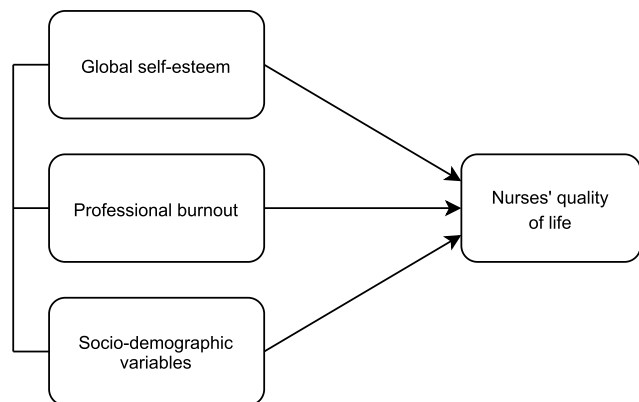 Global self-esteem
Professional burnout
Nurses' quality
of life
Socio-demographic
variables